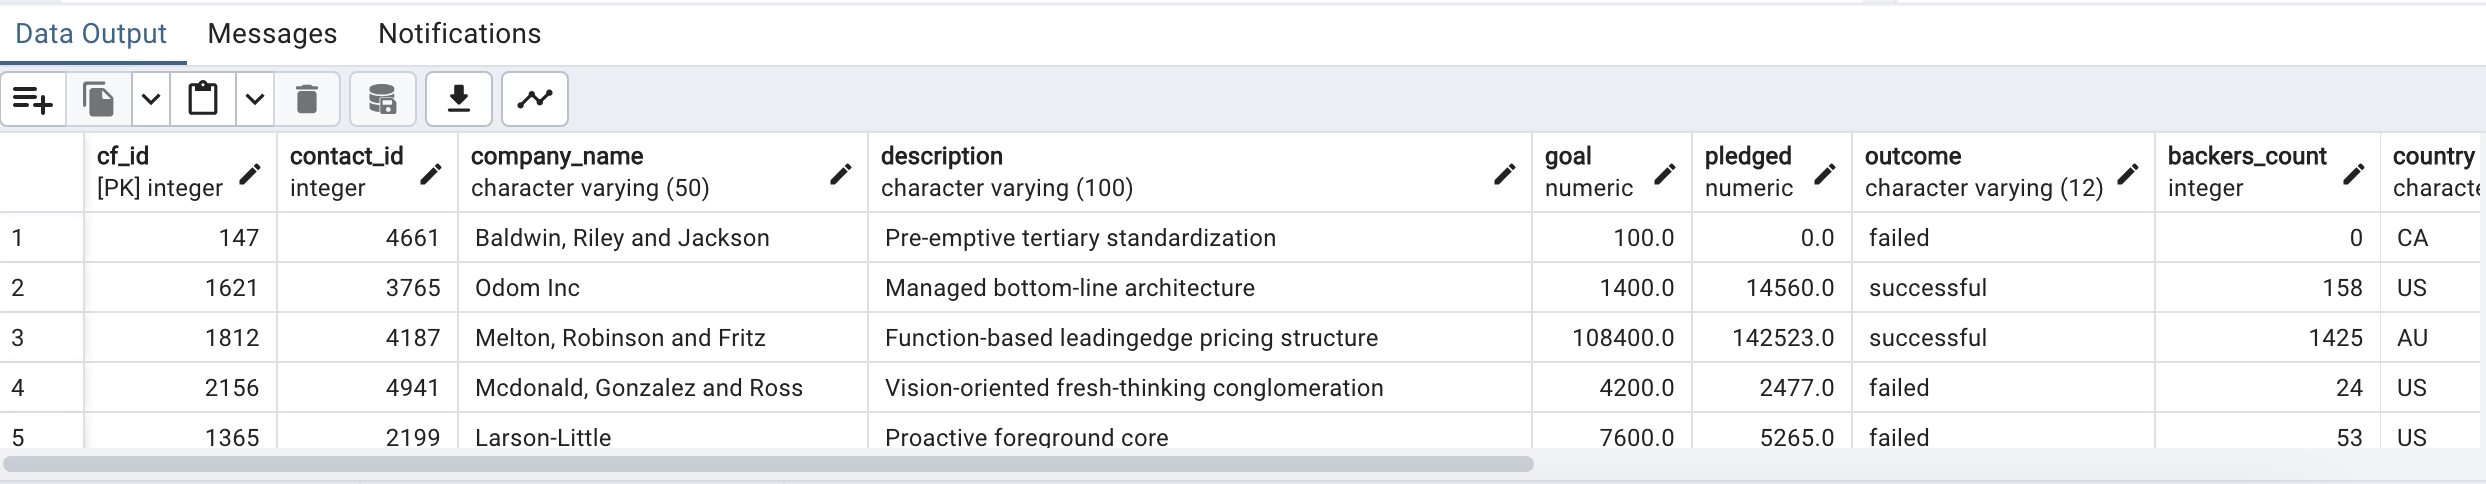 Data Output Messages Notifications
cf_id contact_id company_name description goal pledged outcome backers_count country
[PK] integer integer character varying (50) character varying (100) numeric numeric character varying (12) integer
1 147 4661 Baldwin, Riley and Jackson Pre-emptive tertiary standardization 100.0 0.0 failed 0 CA
2 1621 3765 Odom Inc Managed bottom-line architecture 1400.0 14560.0 successful 158 US
3 1812 4187 Melton, Robinson and Fritz Function-based leadingedge pricing structure 108400.0 142523.0 successful 1425 AU
4 2156 4941 Mcdonald, Gonzalez and Ross Vision-oriented fresh-thinking conglomeration 4200.0 2477.0 failed 24 US
5 1365 2199 Larson-Little Proactive foreground core 7600.0 5265.0 failed 53 US